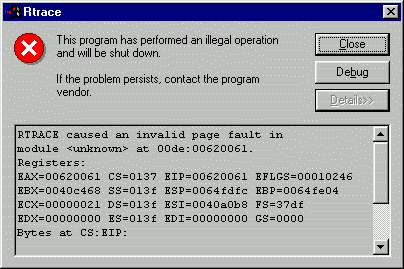 Rtrace
This program has performed an illegal operation
and will be shut down.
If the problem persists, contact the program
vendor.
Close
Debug
Details>>
RTRACE caused an invalid page fault in
module <unknown> at 00de:00620061.
Registers:
EAX=00620061 CS=0137 EIP=00620061 EFLGS=00010246
EBX=0040c468 SS=013f ESP=0064fdfc EBP=0064fe04
ECX=00000021 DS=013f ESI=0040a0b8 FS=37df
EDX=00000000 ES=013f EDI=00000000 GS=0000
Bytes at CS:EIP: